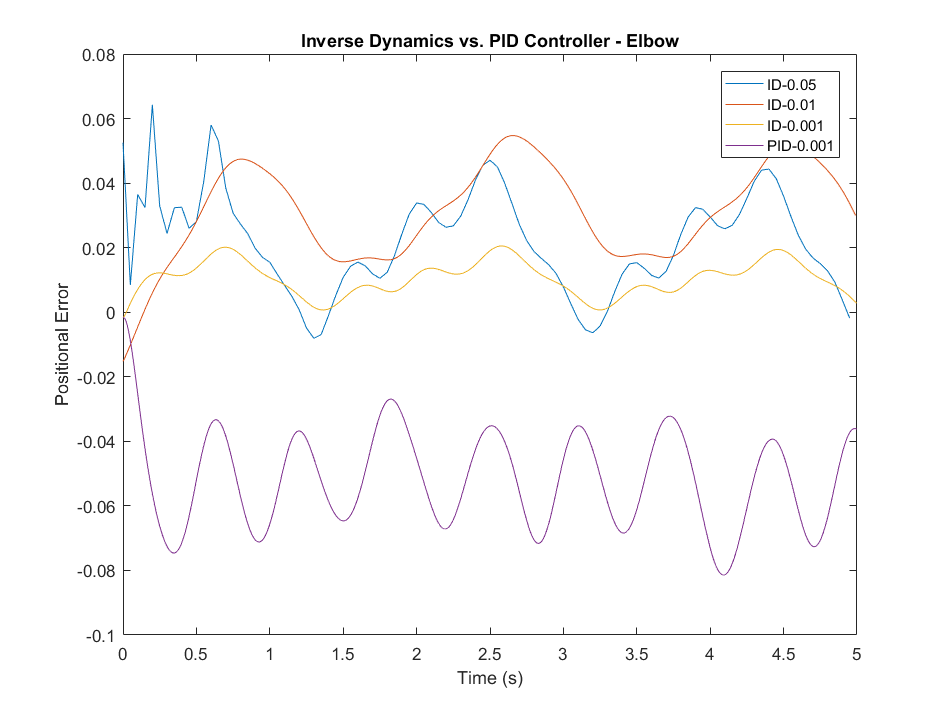 Inverse Dynamics vs. PID Controller - Elbow
0.08
0.06
0.04
0.02
0
-0.02
-0.04
-0.06
-0.08
-0.1
Positional Error
ID-0.05
ID-0.01
ID-0.001
PID-0.001
0 0.5 1 1.5 2 2.5 3 3.5 4 4.5 5
Time (s)